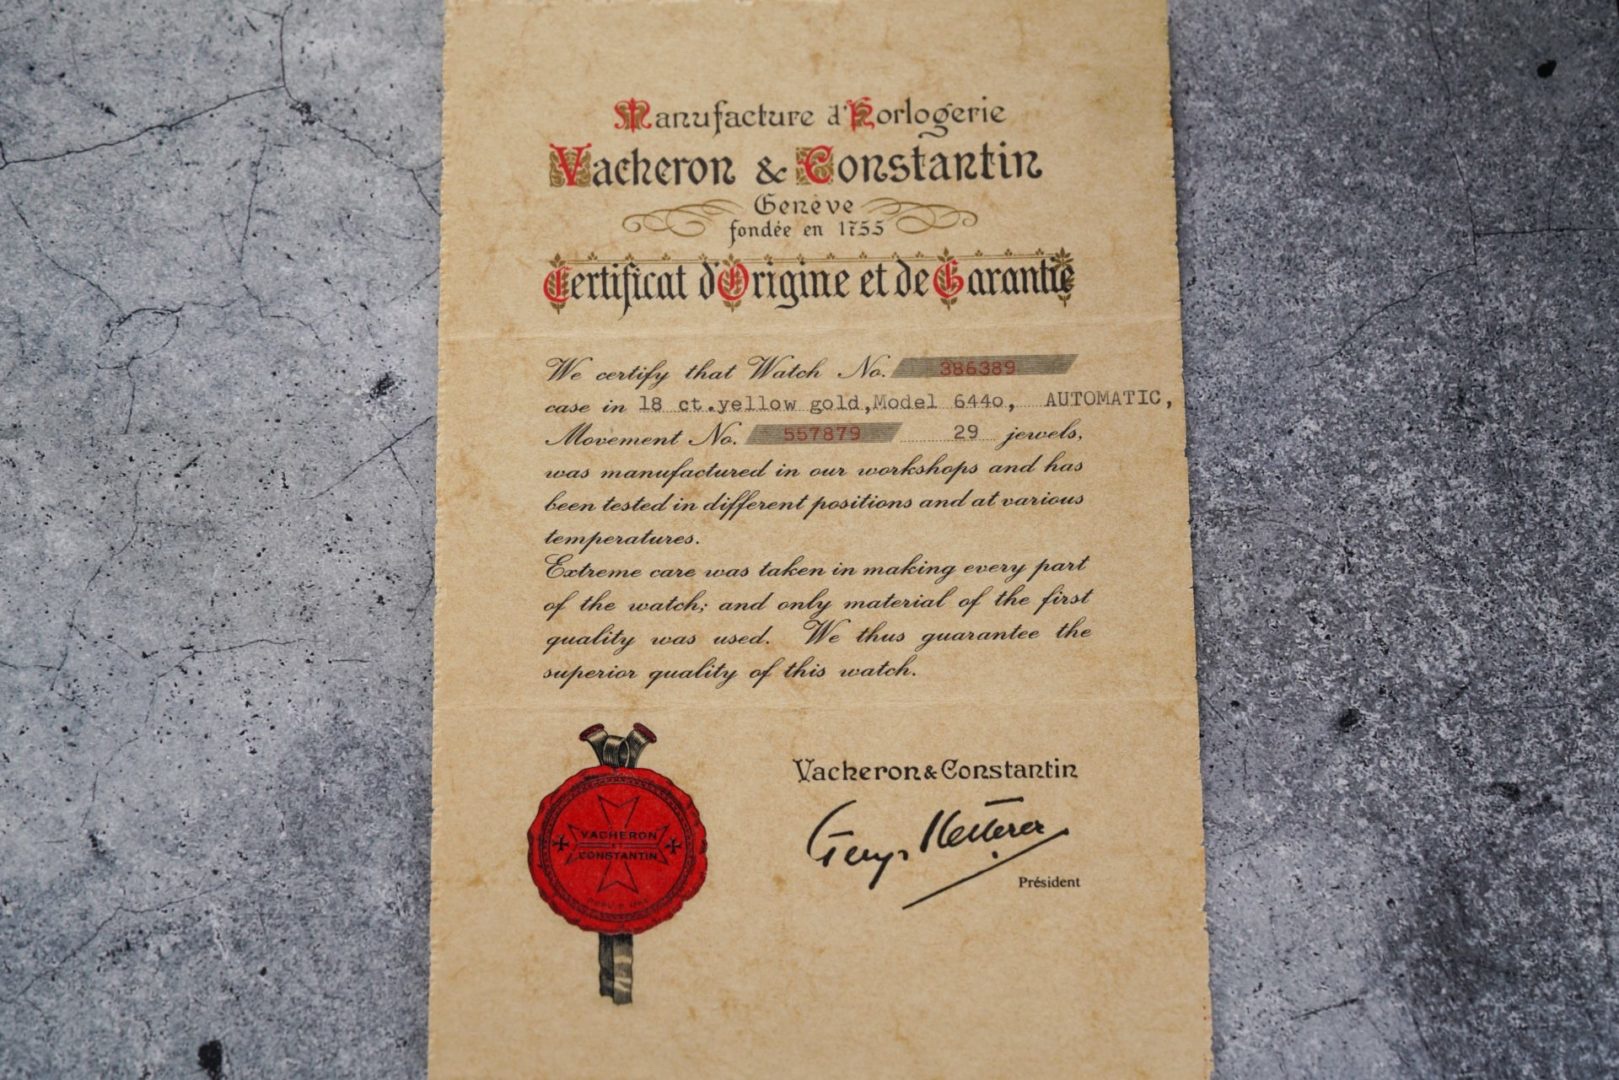 Manufacture d'Horlogerie
Vacheron & Constantin
Genève
fondée en 1755
Certificat d'Origine et de Garantie
We certify that Watch No. 386389
case in 18 ct.yellow gold,Model 644o, AUTOMATIC,
Movement No. 557879 29 jewels,
was manufactured in our workshops and has
been tested in different positions and at various
temperatures.
Extreme care was taken in making every part
of the watch; and only material of the first
quality was used. We thus guarantee the
superior quality of this watch.
Vacheron & Constantin
VACHERON
ET
CONSTANTIN
Georges Ketterer
Président